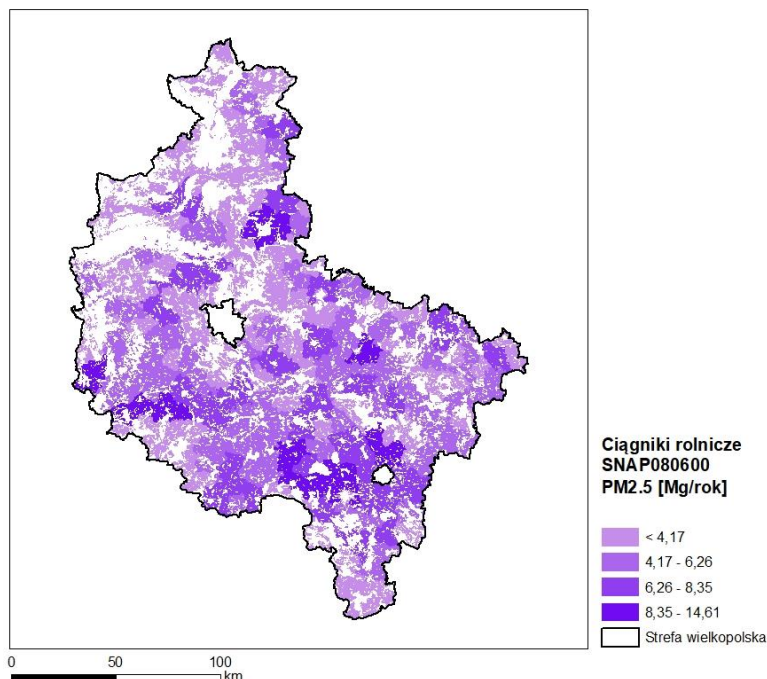 Ciągniki rolnicze
SNAP080600
PM2.5 [Mg/rok]
< 4,17
4,17 - 6,26
6,26 - 8,35
8,35 - 14,61
Strefa wielkopolska
0 50 100
km